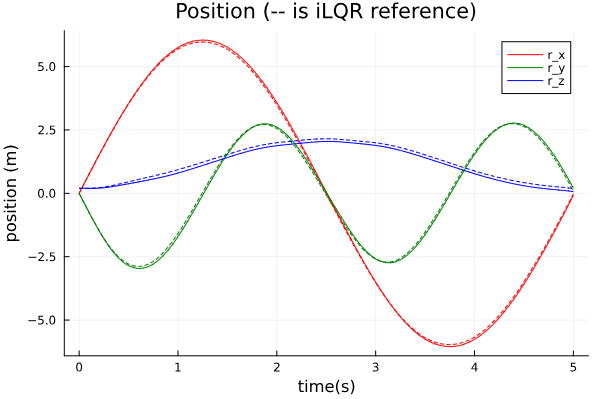 Position (-- is iLQR reference)
r_x
r_y
r_z
position (m)
5.0
2.5
0.0
−2.5
−5.0
0
1
2
3
4
5
time(s)